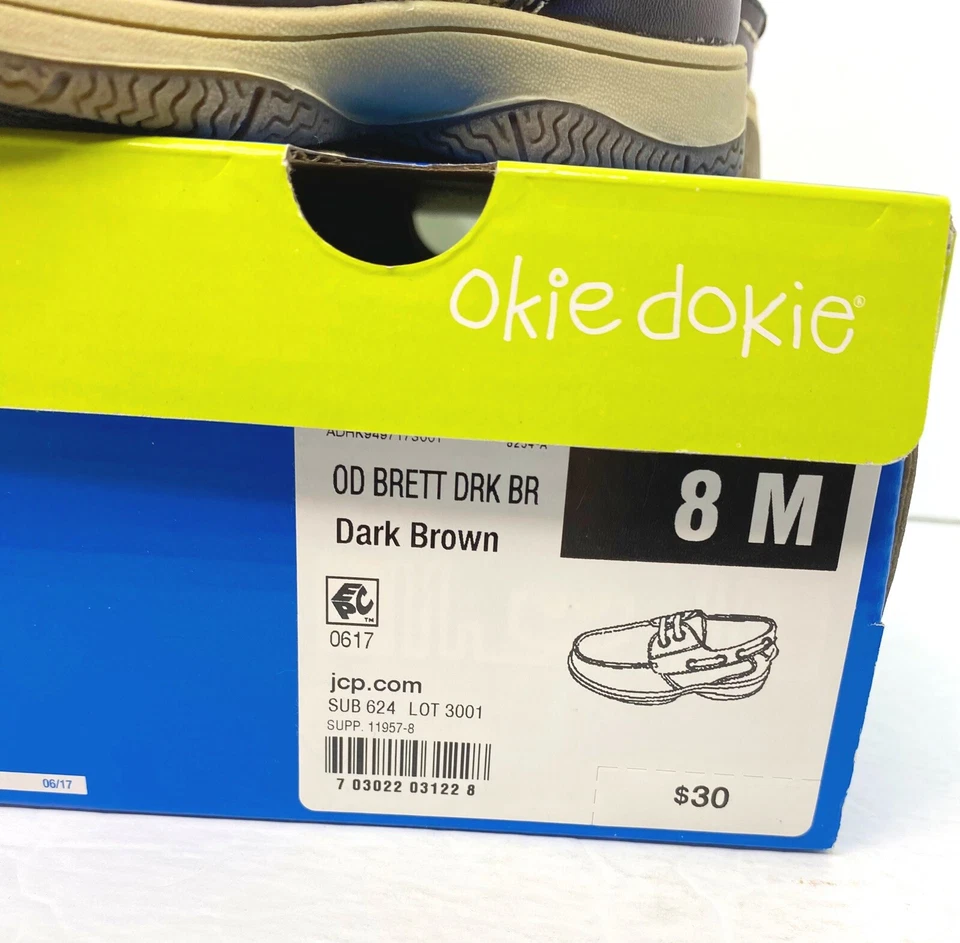 okie dokie®
OD BRETT DRK BR
8 M
Dark Brown
EPC™
0617
jcp.com
SUB 624 LOT 3001
SUPP. 11957-8
7 03022 03122 8
$30
06/17